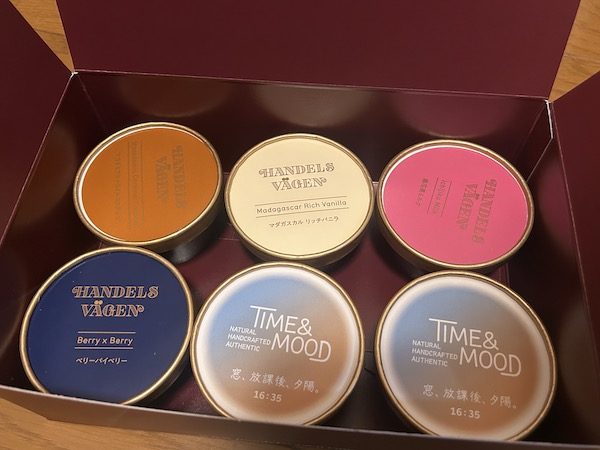 HANDELS
VÄGEN
HANDELS
VÄGEN
Madagascar Rich Vanilla
マダガスカル リッチバニラ
HANDELS
VÄGEN
HANDELS
VÄGEN
Berry x Berry
ベリーバイベリー
TIME&
MOOD
NATURAL
HANDCRAFTED
AUTHENTIC
窓、放課後、夕陽。
16:35
TIME&
MOOD
NATURAL
HANDCRAFTED
AUTHENTIC
窓、放課後、夕陽。
16:35